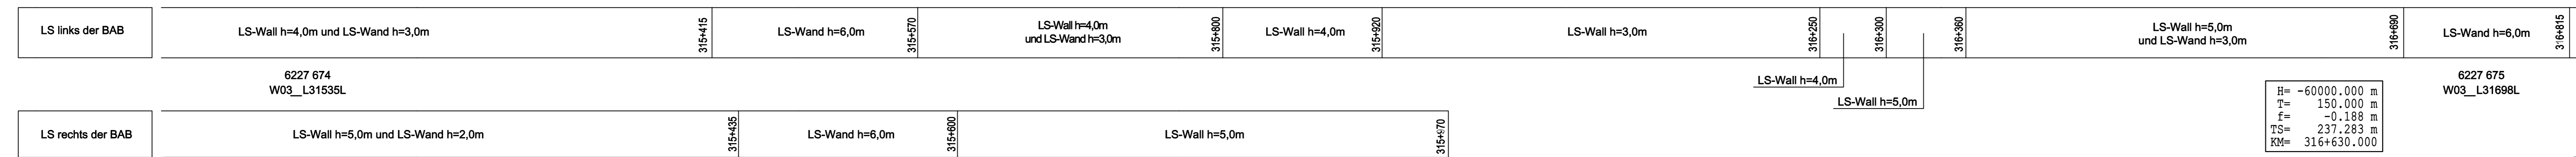 LS links der BAB
LS-Wall h=4,0m und LS-Wand h=3,0m
315+415
LS-Wand h=6,0m
315+570
LS-Wall h=4,0m
und LS-Wand h=3,0m
315+800
LS-Wall h=4,0m
315+920
LS-Wall h=3,0m
316+250
316+300
316+360
LS-Wall h=5,0m
und LS-Wand h=3,0m
316+690
LS-Wand h=6,0m
316+815
6227 674
W03__L31535L
LS-Wall h=4,0m
LS-Wall h=5,0m
6227 675
W03__L31698L
H= -60000.000 m
T= 150.000 m
f= -0.188 m
TS= 237.283 m
KM= 316+630.000
LS rechts der BAB
LS-Wall h=5,0m und LS-Wand h=2,0m
315+435
LS-Wand h=6,0m
315+600
LS-Wall h=5,0m
315+970